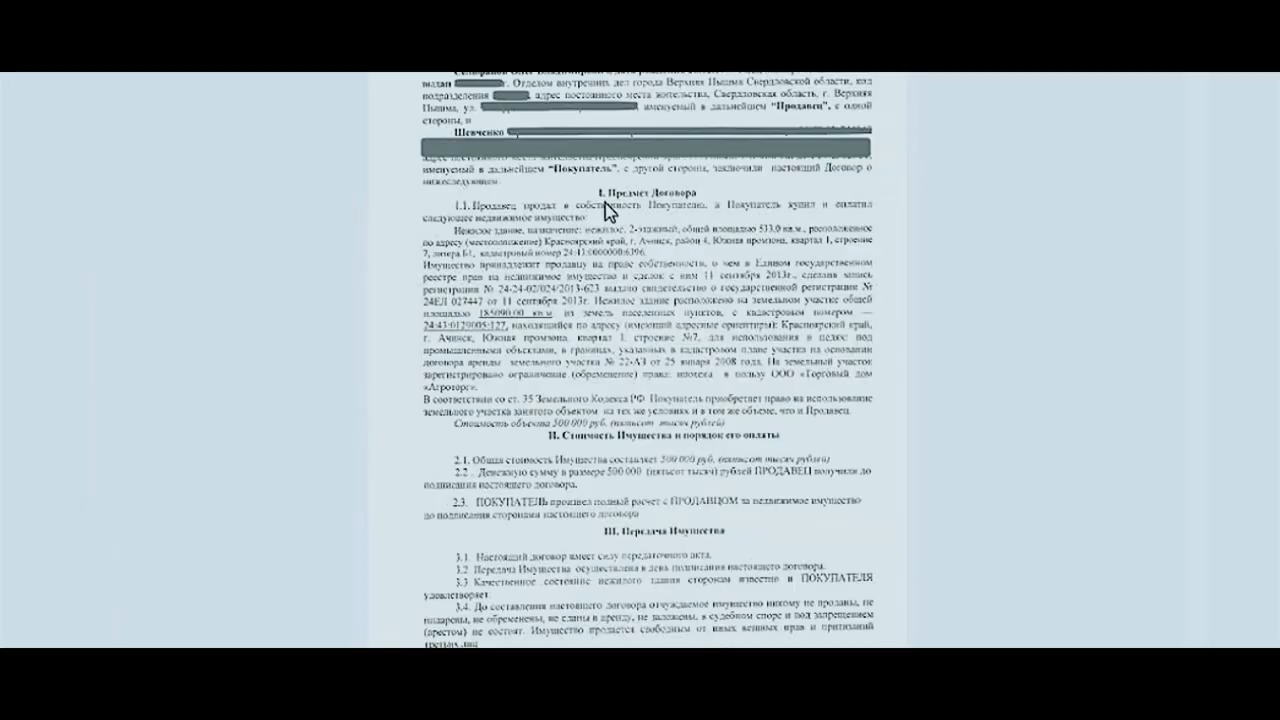 выдан г. Отделом внутренних дел города Верхняя Пышма Свердловской области, код
подразделения , адрес постоянного места жительства, Свердловская область, г. Верхняя
Пышма, ул. именуемый в дальнейшем “Продавец”, с одной
стороны, и
Шевченко
именуемый в дальнейшем “Покупатель”, с другой стороны, заключили настоящий Договор о
нижеследующем:
I. Предмет Договора
1.1. Продавец продал в собственность Покупателю, а Покупатель купил и оплатил
следующее недвижимое имущество:
Нежилое здание, назначение: нежилое, 2-этажный, общей площадью 533,0 кв.м., расположенное
по адресу (местоположение) Красноярский край, г. Ачинск, район 4, Южная промзона, квартал 1, строение
7, литера Б1, кадастровый номер 24:43:0000000:6396.
Имущество принадлежит продавцу на праве собственности, о чем в Едином государственном
реестре прав на недвижимое имущество и сделок с ним 11 сентября 2013г., сделана запись
регистрации № 24-24-02/024/2013-623 выдано свидетельство о государственной регистрации №
24ЕЛ 027447 от 11 сентября 2013г. Нежилое здание расположено на земельном участке общей
площадью 185090.00 кв.м. из земель населенных пунктов, с кадастровым номером —
24:43:0129005:127, находящийся по адресу (имеющий адресные ориентиры): Красноярский край,
г. Ачинск, Южная промзона, квартал 1, строение №7, для использования в целях: под
промышленными объектами, в границах, указанных в кадастровом плане участка на основании
договора аренды земельного участка № 22-АЗ от 25 января 2008 года. На земельный участок
зарегистрировано ограничение (обременение) права: ипотека в пользу ООО «Торговый дом
«Агроторг».
В соответствии со ст. 35 Земельного Кодекса РФ Покупатель приобретает право на использование
земельного участка занятого объектом на тех же условиях и в том же объеме, что и Продавец.
Стоимость объекта 500 000 руб. (пятьсот тысяч рублей)
II. Стоимость Имущества и порядок его оплаты
2.1. Общая стоимость Имущества составляет 500 000 руб. (пятьсот тысяч рублей)
2.2 . Денежную сумму в размере 500 000 (пятьсот тысяч) рублей ПРОДАВЕЦ получили до
подписания настоящего договора.
2.3. ПОКУПАТЕЛЬ произвел полный расчет с ПРОДАВЦОМ за недвижимое имущество
до подписания сторонами настоящего договора
III. Передача Имущества
3.1. Настоящий договор имеет силу передаточного акта.
3.2 Передача Имущества осуществлена в день подписания настоящего договора.
3.3 Качественное состояние нежилого здания сторонам известно и ПОКУПАТЕЛЯ
удовлетворяет.
3.4. До составления настоящего договора отчуждаемое имущество никому не проданы, не
подарены, не обременены, не сданы в аренду, не заложены, в судебном споре и под запрещением
(арестом) не состоят. Имущество продается свободным от иных вещных прав и притязаний
третьих лиц